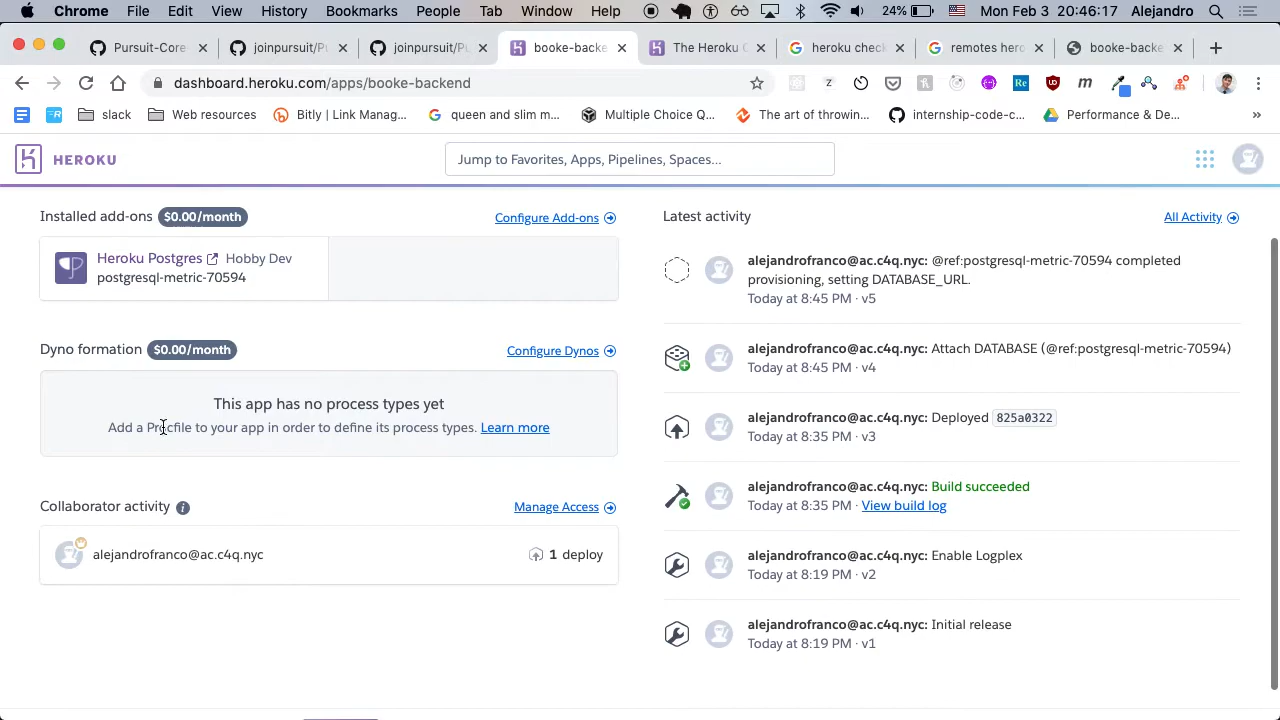 Chrome File Edit View History Bookmarks People Tab Window Help 24% Mon Feb 3 20:46:17 Alejandro
Pursuit-Core
joinpursuit/Pu
joinpursuit/Pu
booke-backe
The Heroku C
heroku check
remotes hero
booke-backe
dashboard.heroku.com/apps/booke-backend
slack
Web resources
Bitly | Link Manag...
queen and slim m...
Multiple Choice Q...
The art of throwin...
internship-code-c...
Performance & De...
HEROKU
Jump to Favorites, Apps, Pipelines, Spaces...
Installed add-ons $0.00/month
Configure Add-ons
Heroku Postgres Hobby Dev
postgresql-metric-70594
Dyno formation $0.00/month
Configure Dynos
This app has no process types yet
Add a Procfile to your app in order to define its process types. Learn more
Collaborator activity
Manage Access
alejandrofranco@ac.c4q.nyc
1 deploy
Latest activity
All Activity
alejandrofranco@ac.c4q.nyc: @ref:postgresql-metric-70594 completed
provisioning, setting DATABASE_URL.
Today at 8:45 PM · v5
alejandrofranco@ac.c4q.nyc: Attach DATABASE (@ref:postgresql-metric-70594)
Today at 8:45 PM · v4
alejandrofranco@ac.c4q.nyc: Deployed 825a0322
Today at 8:35 PM · v3
alejandrofranco@ac.c4q.nyc: Build succeeded
Today at 8:35 PM · View build log
alejandrofranco@ac.c4q.nyc: Enable Logplex
Today at 8:19 PM · v2
alejandrofranco@ac.c4q.nyc: Initial release
Today at 8:19 PM · v1